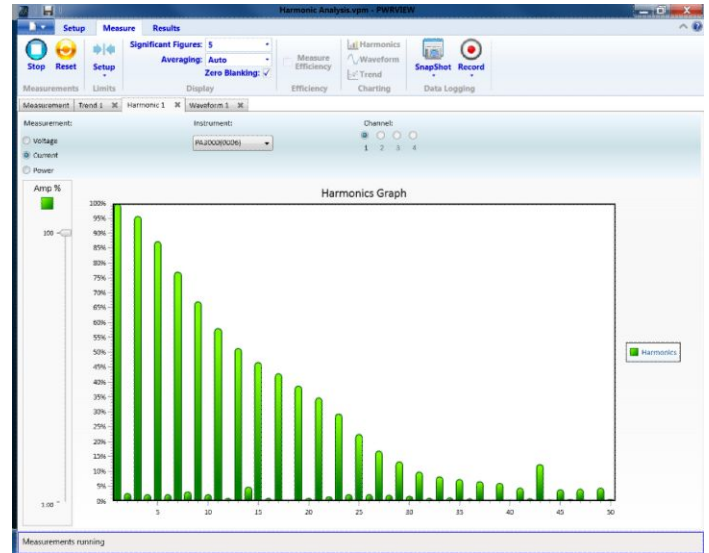 Harmonic Analysis.vpm - PWRVIEW
Setup Measure Results
Stop Reset Setup
Significant Figures: 5
Averaging: Auto
Zero Blanking:
Measure Efficiency
Harmonics
Waveform
Trend
SnapShot Record
Measurements Limits Display Efficiency Charting Data Logging
Measurement Trend 1 Harmonic 1 Waveform 1
Measurement: Instrument: Channel:
Voltage
Current
Power
1 2 3 4
Amp %
100
1.00
Harmonics Graph
100%
95%
90%
85%
80%
75%
70%
65%
60%
55%
50%
45%
40%
35%
30%
25%
20%
15%
10%
5%
0%
5 10 15 20 25 30 35 40 45 50
Harmonics
Measurements running